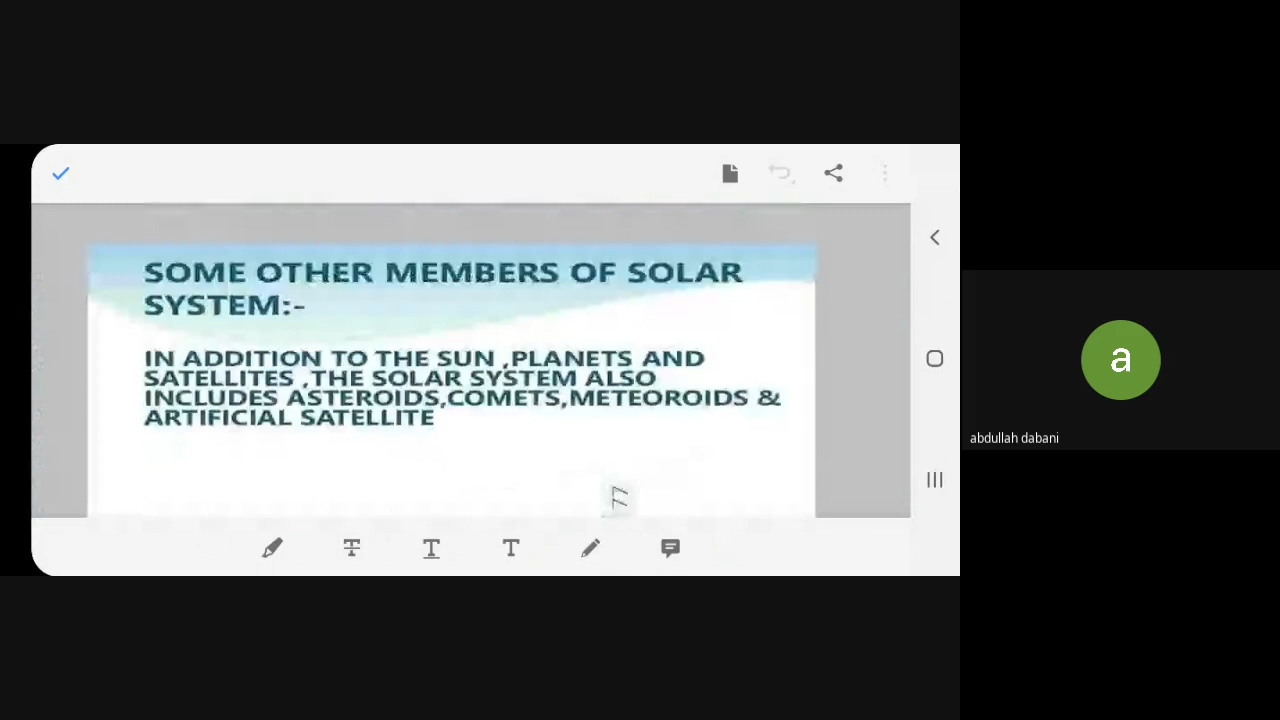 SOME OTHER MEMBERS OF SOLAR
SYSTEM:-
IN ADDITION TO THE SUN ,PLANETS AND
SATELLITES ,THE SOLAR SYSTEM ALSO
INCLUDES ASTEROIDS,COMETS,METEOROIDS &
ARTIFICIAL SATELLITE
a
abdullah dabani